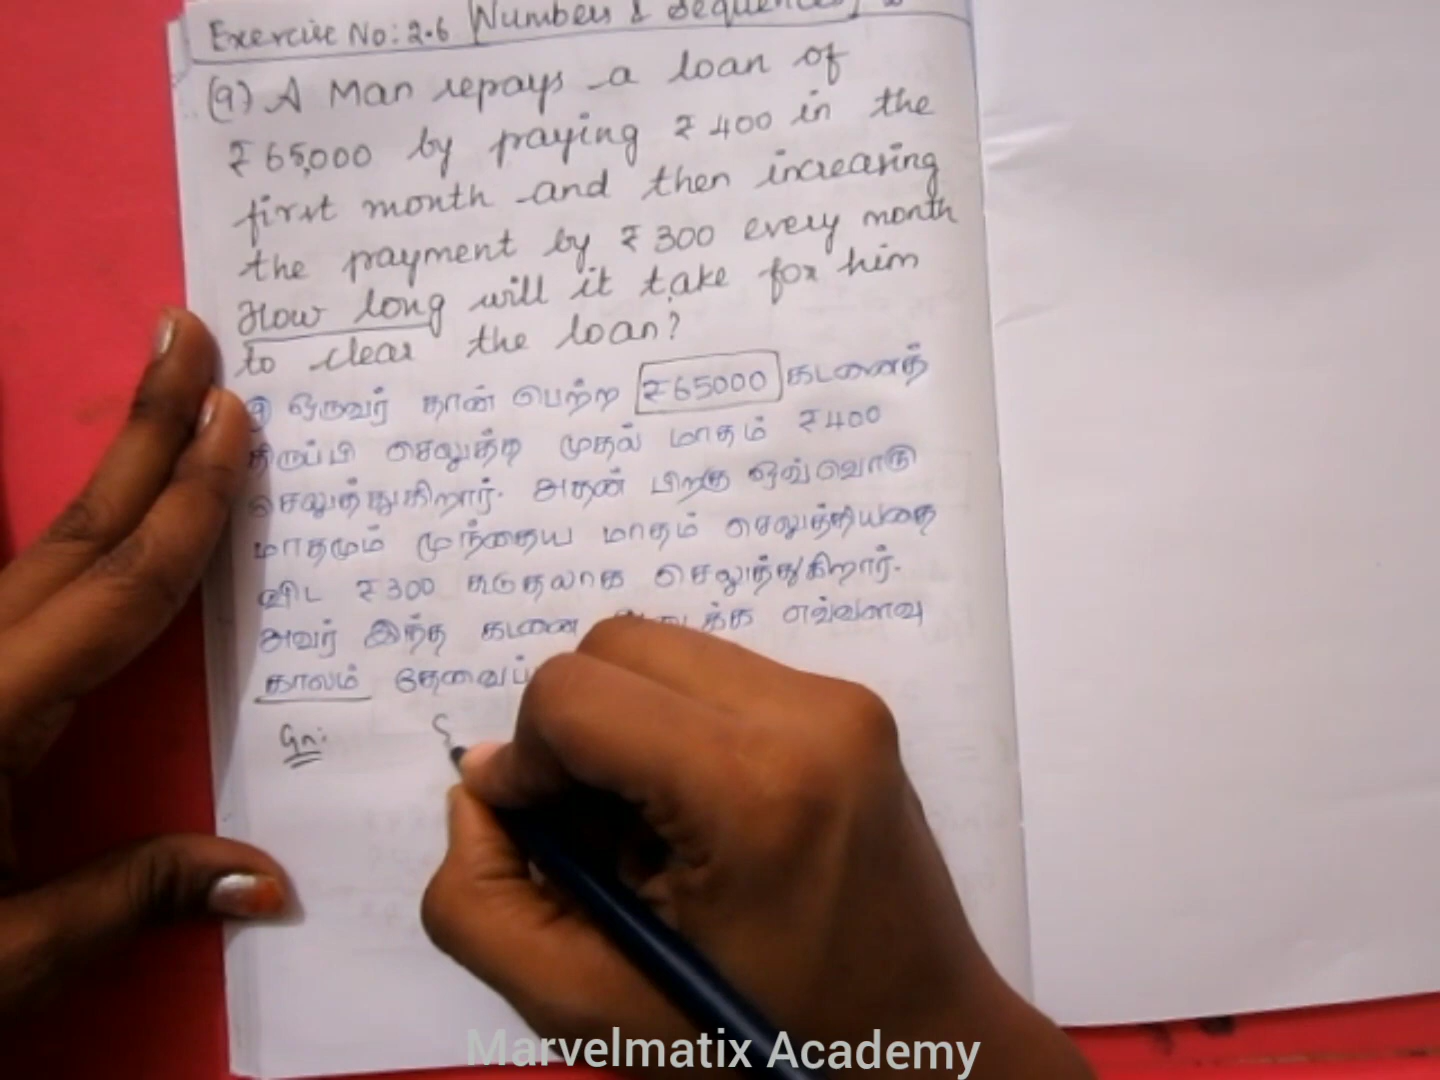 Exercise No: 2.6 Numbers & Sequences
(9) A Man repays a loan of
₹65,000 by paying ₹400 in the
first month and then increasing
the payment by ₹300 every month
How long will it take for him
to clear the loan?
9 ஒருவர் தான் பெற்ற ₹65000 கடனைத்
திருப்பி செலுத்த முதல் மாதம் ₹400
செலுத்துகிறார். அதன் பிறகு ஒவ்வொரு
மாதமும் முந்தைய மாதம் செலுத்தியதை
விட ₹300 கூடுதலாக செலுத்துகிறார்.
அவர் இந்த கடனை எவ்வளவு
காலம்
Gn:
S
Marvelmatix Academy